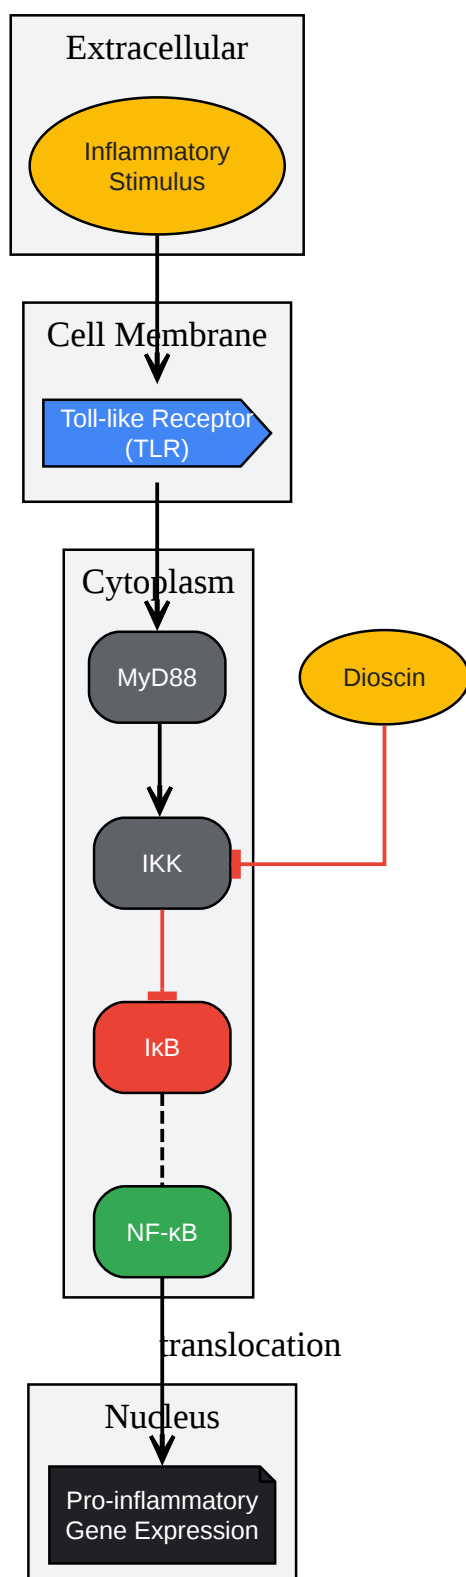 Extracellular
Inflammatory
Stimulus
Cell Membrane
Toll-like Receptor
(TLR)
Cytoplasm
MyD88
Dioscin
IKK
IκB
NF-κB
translocation
Nucleus
Pro-inflammatory
Gene Expression